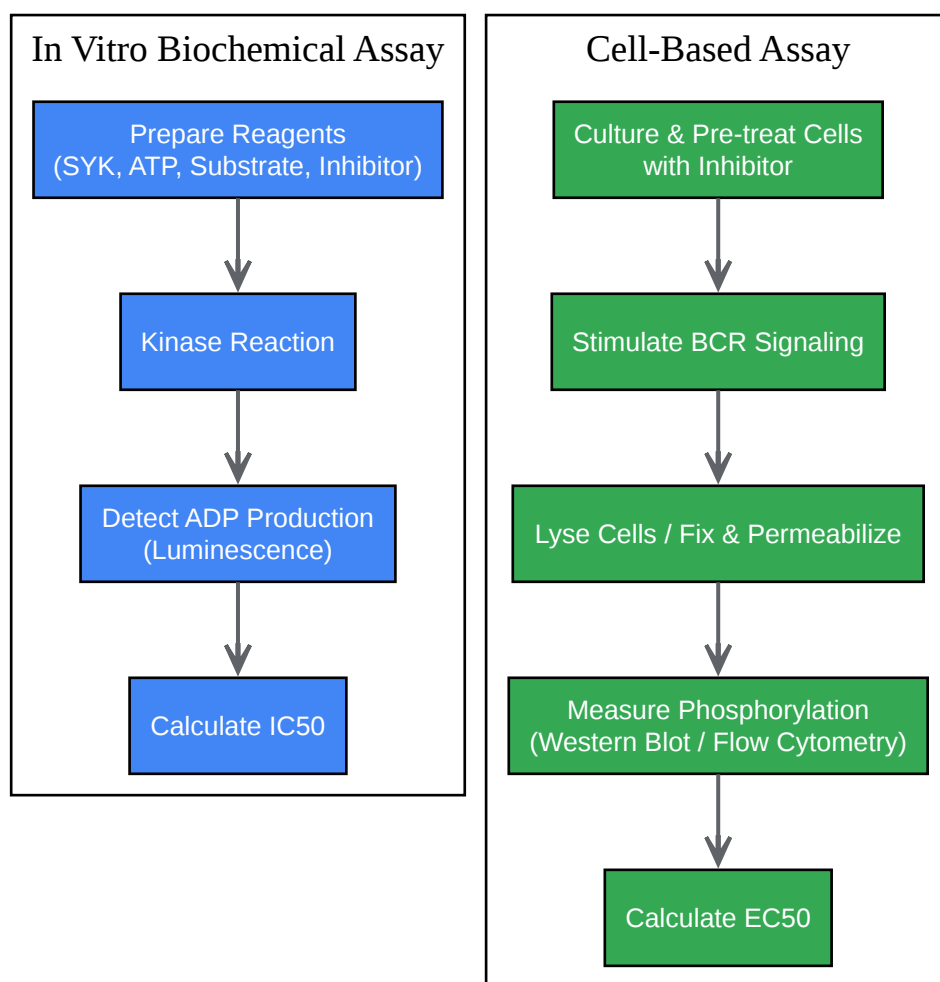 In Vitro Biochemical Assay
Prepare Reagents
(SYK, ATP, Substrate, Inhibitor)
Kinase Reaction
Detect ADP Production
(Luminescence)
Calculate IC50
Cell-Based Assay
Culture & Pre-treat Cells
with Inhibitor
Stimulate BCR Signaling
Lyse Cells / Fix & Permeabilize
Measure Phosphorylation
(Western Blot / Flow Cytometry)
Calculate EC50